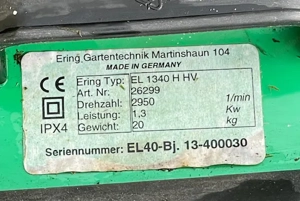 Ering Gartentechnik Martinshaun 104
MADE IN GERMANY
CE Ering Typ: EL 1340 H HV
Art. Nr: 26299
Drehzahl: 2950 1/min
Leistung: 1,3 Kw
IPX4 Gewicht: 20 kg
Seriennummer: EL40-Bj. 13-400030